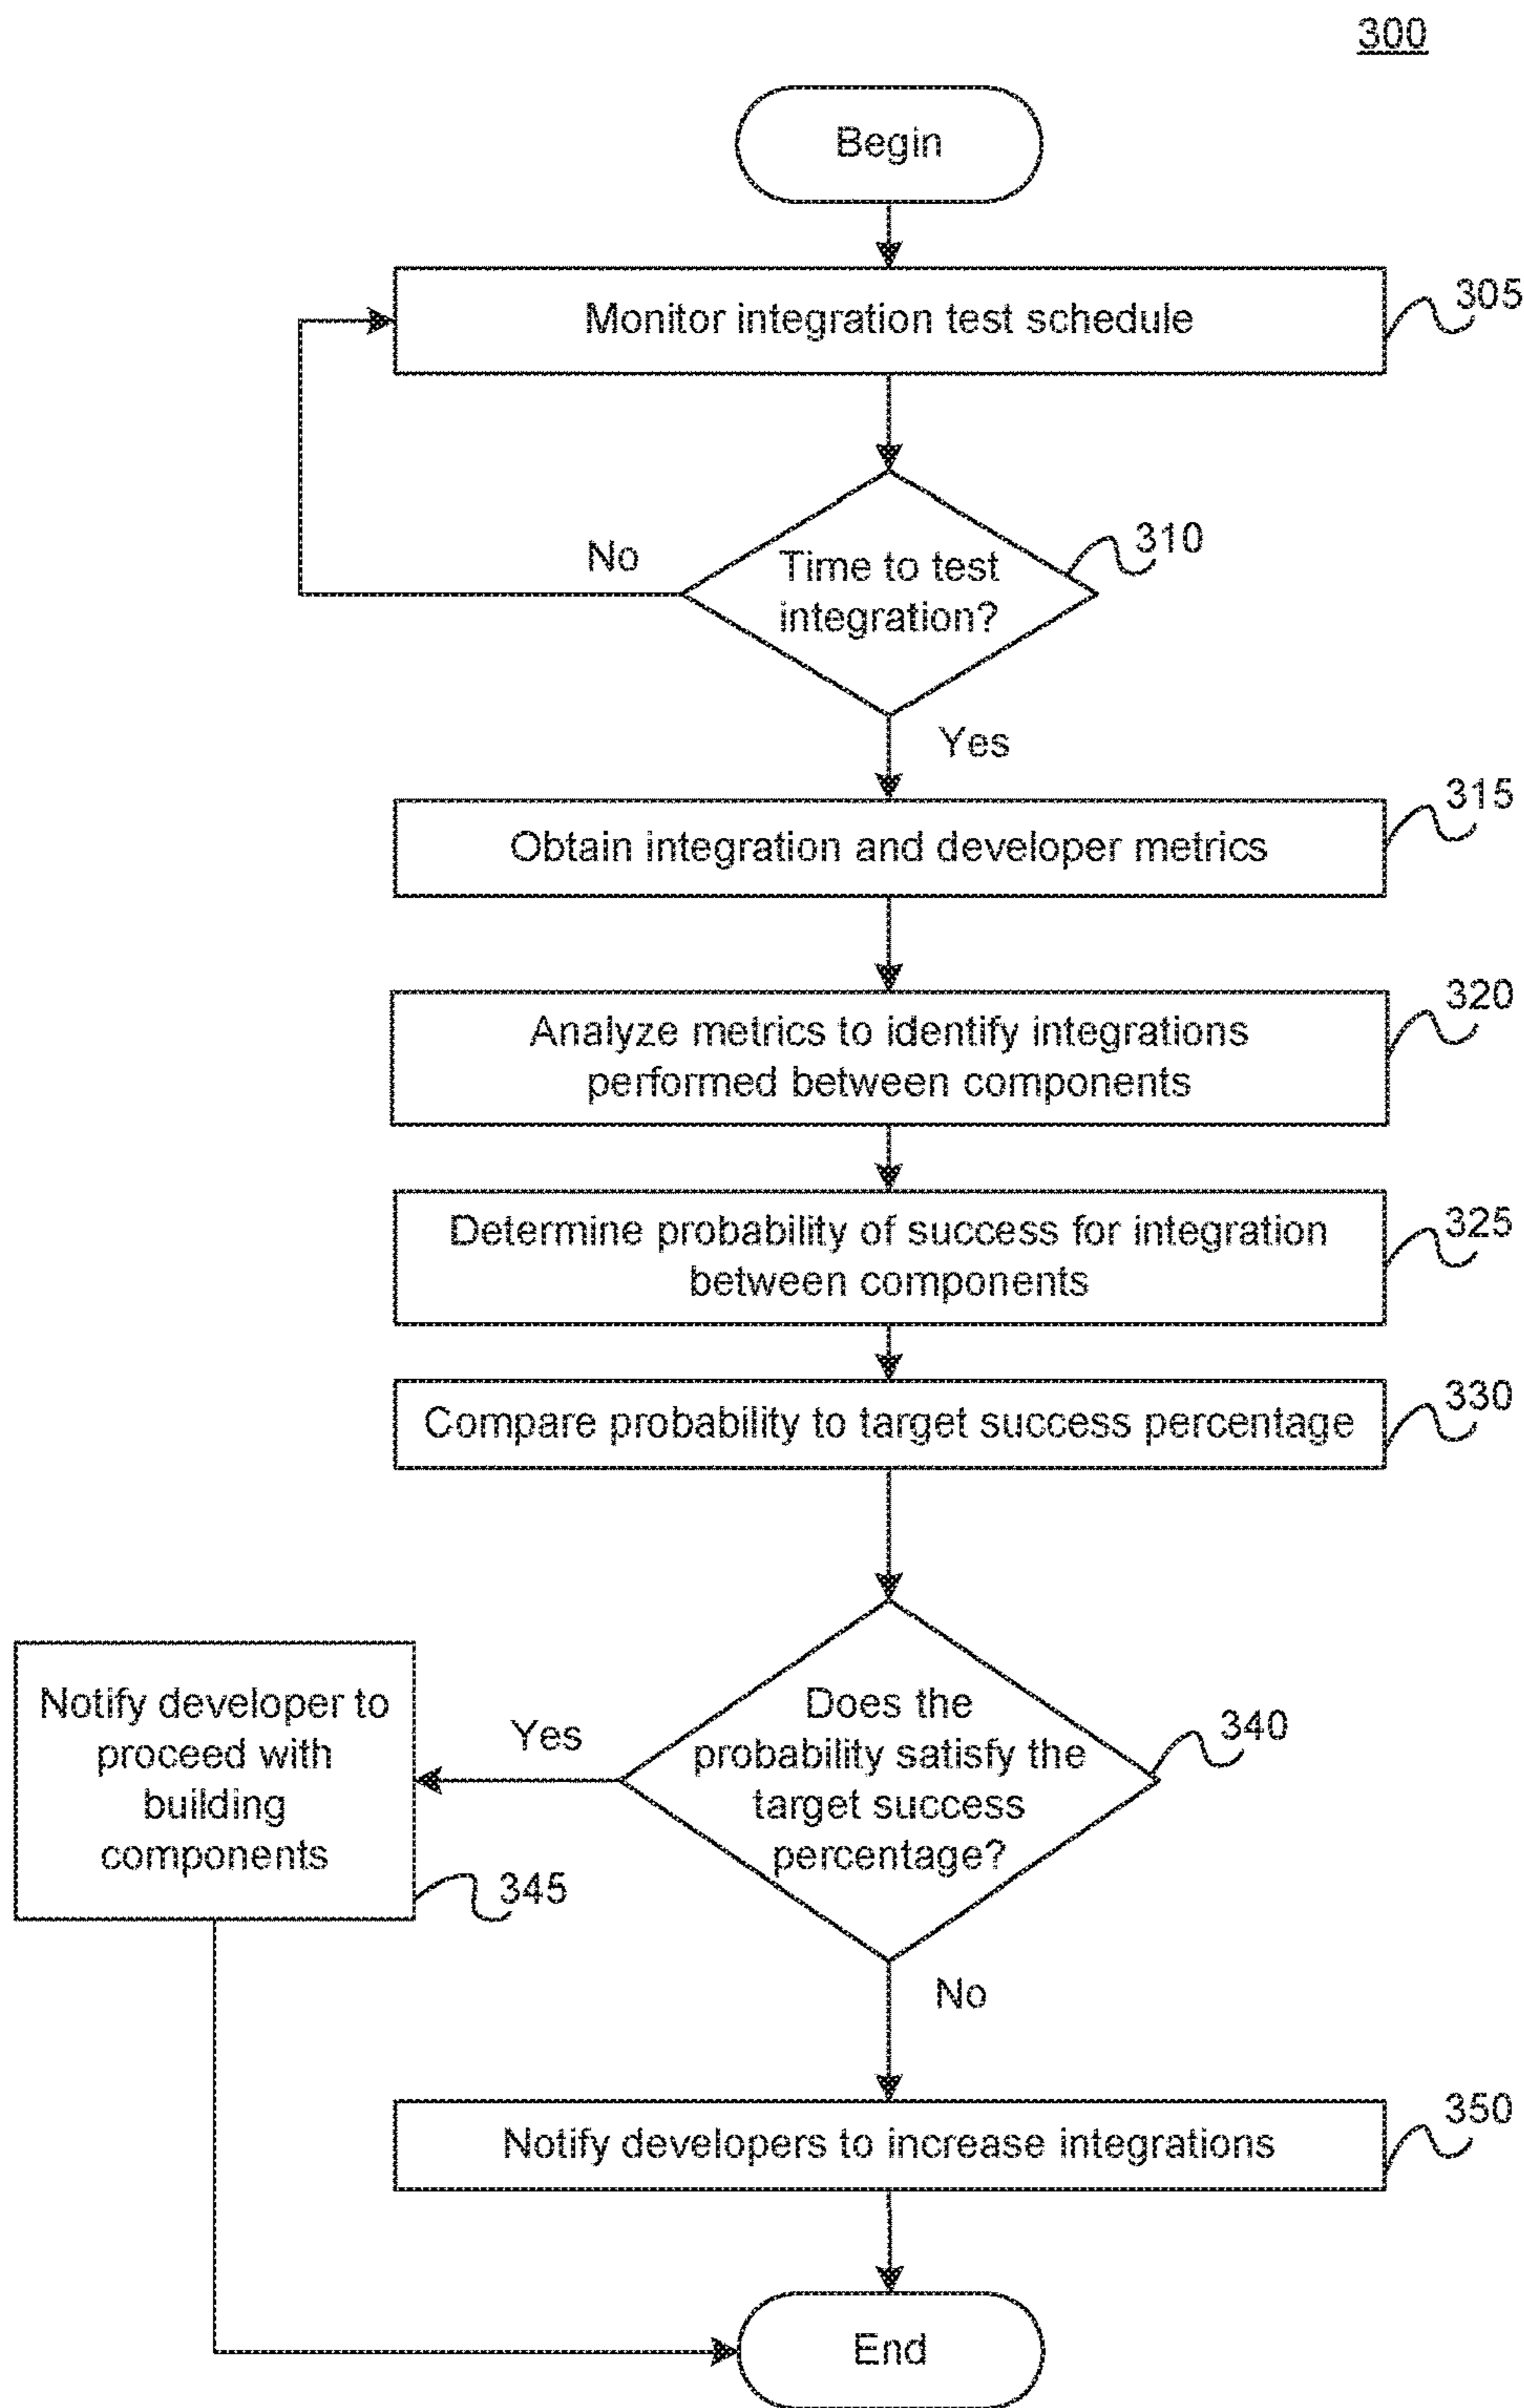 300
Begin
Monitor integration test schedule
305
No
Time to test
integration?
310
Yes
Obtain integration and developer metrics
315
Analyze metrics to identify integrations
performed between components
320
Determine probability of success for integration
between components
325
Compare probability to target success percentage
330
Does the
probability satisfy the
target success
percentage?
340
Yes
Notify developer to
proceed with
building
components
345
No
Notify developers to increase integrations
350
End